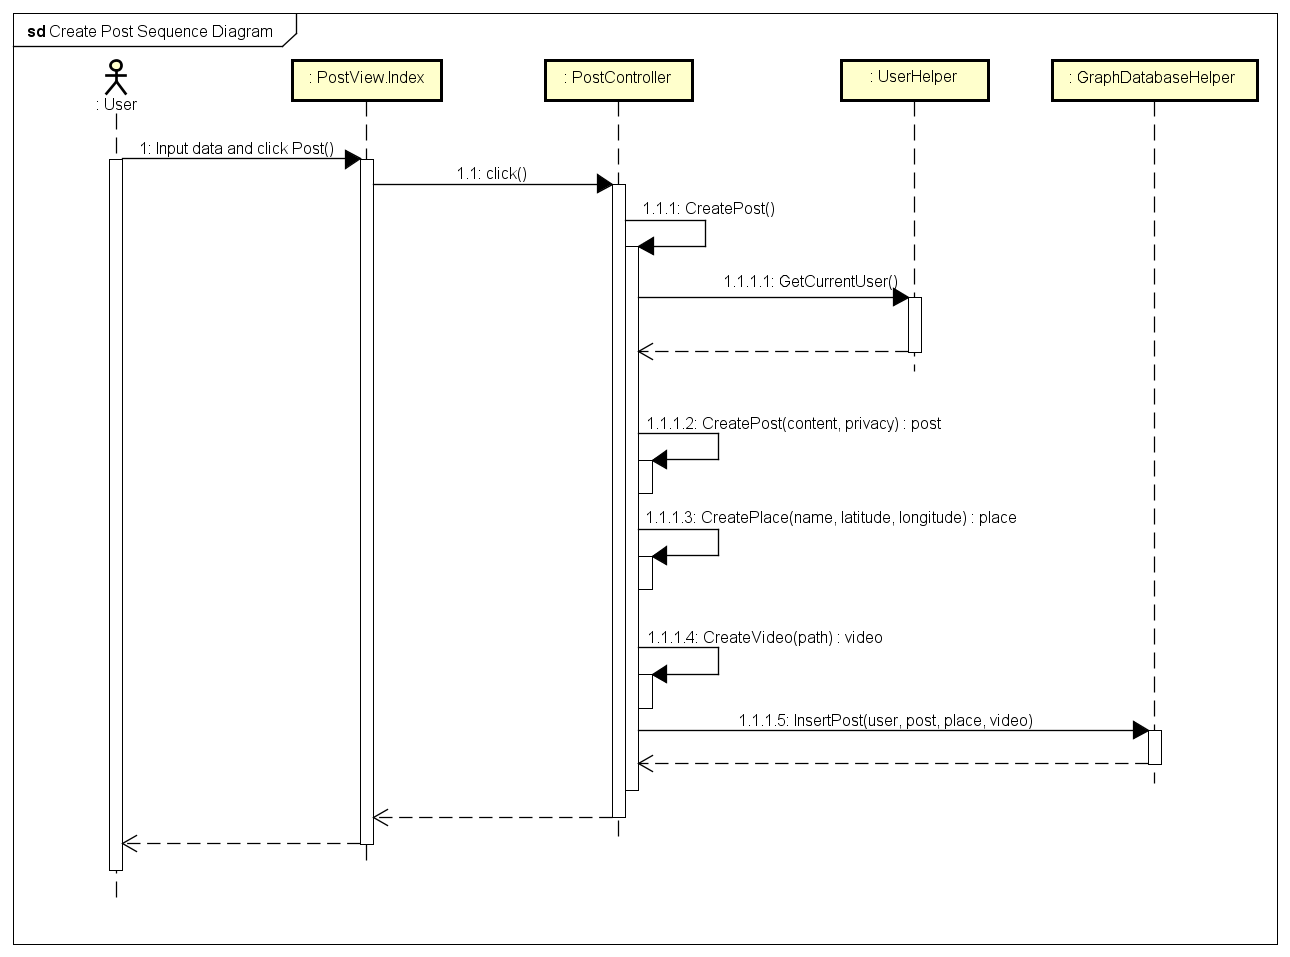 sd Create Post Sequence Diagram
: User
: PostView.Index
: PostController
: UserHelper
: GraphDatabaseHelper
1: Input data and click Post()
1.1: click()
1.1.1: CreatePost()
1.1.1.1: GetCurrentUser()
1.1.1.2: CreatePost(content, privacy) : post
1.1.1.3: CreatePlace(name, latitude, longitude) : place
1.1.1.4: CreateVideo(path) : video
1.1.1.5: InsertPost(user, post, place, video)